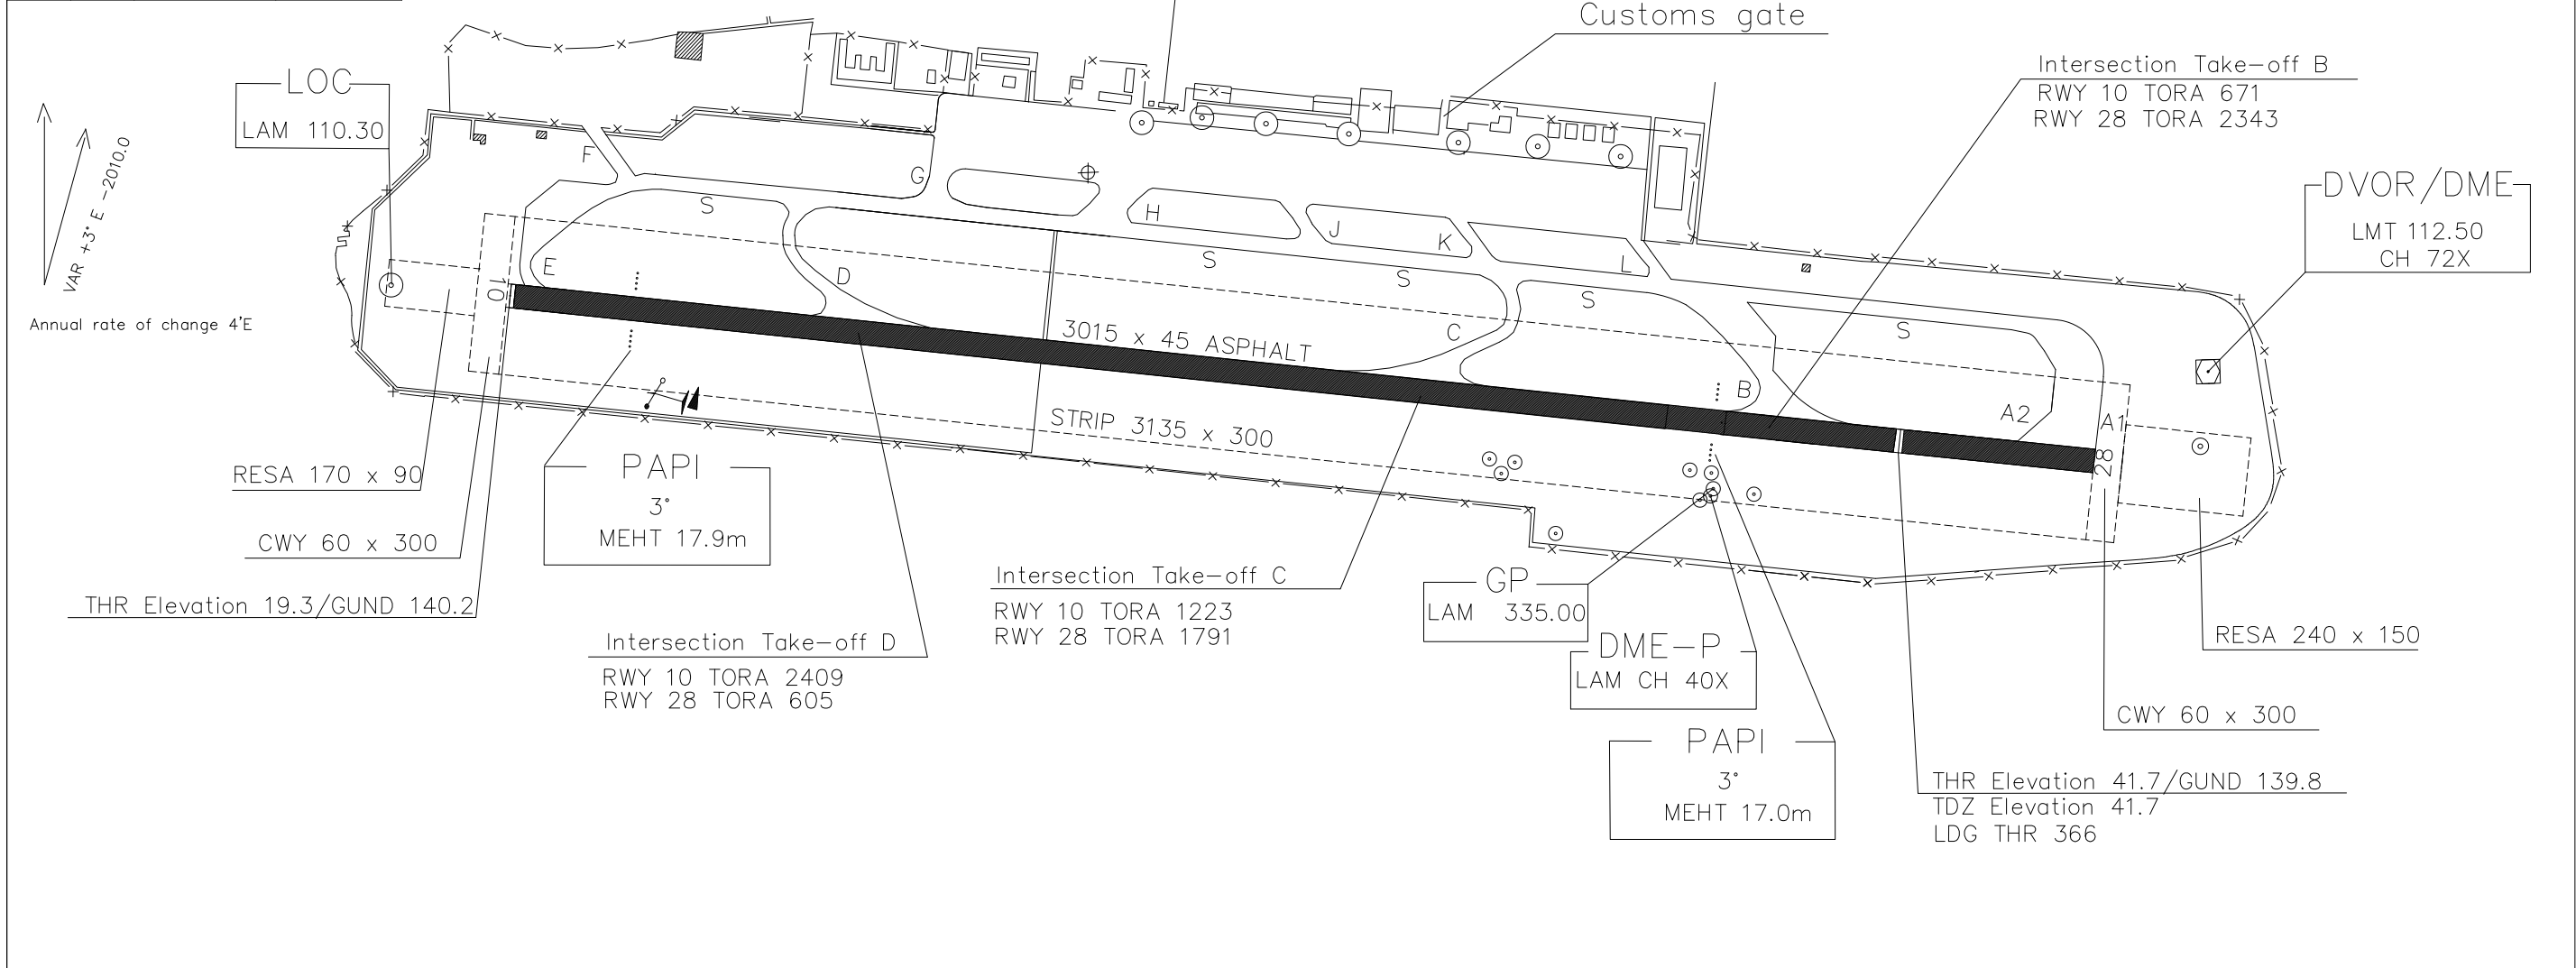 Customs gate
LOC
LAM 110.30
Intersection Take-off B
RWY 10 TORA 671
RWY 28 TORA 2343
VAR +3° E -2010.0
Annual rate of change 4'E
DVOR/DME
LMT 112.50
CH 72X
F
G
S
H
J
K
L
E
D
S
S
S
S
C
B
A2
A1
10
28
3015 x 45 ASPHALT
STRIP 3135 x 300
RESA 170 x 90
CWY 60 x 300
THR Elevation 19.3/GUND 140.2
PAPI
3°
MEHT 17.9m
Intersection Take-off D
RWY 10 TORA 2409
RWY 28 TORA 605
Intersection Take-off C
RWY 10 TORA 1223
RWY 28 TORA 1791
GP
LAM 335.00
DME-P
LAM CH 40X
PAPI
3°
MEHT 17.0m
RESA 240 x 150
CWY 60 x 300
THR Elevation 41.7/GUND 139.8
TDZ Elevation 41.7
LDG THR 366